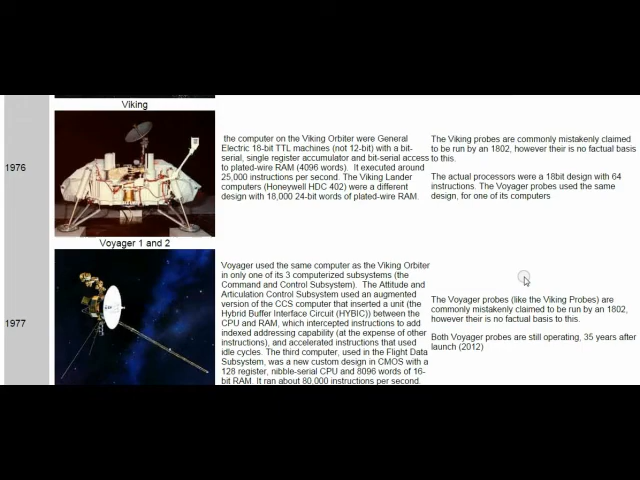 Viking
1976
the computer on the Viking Orbiter were General
Electric 18-bit TTL machines (not 12-bit) with a bit-
serial, single register accumulator and bit-serial access
to plated-wire RAM (4096 words).  It executed around
25,000 instructions per second. The Viking Lander
computers (Honeywell HDC 402) were a different
design with 18,000 24-bit words of plated-wire RAM.
The Viking probes are commonly mistakenly claimed
to be run by an 1802, however their is no factual basis
to this.
The actual processors were a 18bit design with 64
instructions. The Voyager probes used the same
design, for one of its computers
Voyager 1 and 2
1977
Voyager used the same computer as the Viking Orbiter
in only one of its 3 computerized subsystems (the
Command and Control Subsystem).  The Attitude and
Articulation Control Subsystem used an augmented
version of the CCS computer that inserted a unit (the
Hybrid Buffer Interface Circuit (HYBIC)) between the
CPU and RAM, which intercepted instructions to add
indexed addressing capability (at the expense of other
instructions), and accelerated instructions that used
idle cycles. The third computer, used in the Flight Data
Subsystem, was a new custom design in CMOS with a
128 register, nibble-serial CPU and 8096 words of 16-
bit RAM. It ran about 80,000 instructions per second.
The Voyager probes (like the Viking Probes) are
commonly mistakenly claimed to be run by an 1802,
however their is no factual basis to this.
Both Voyager probes are still operating, 35 years after
launch (2012)